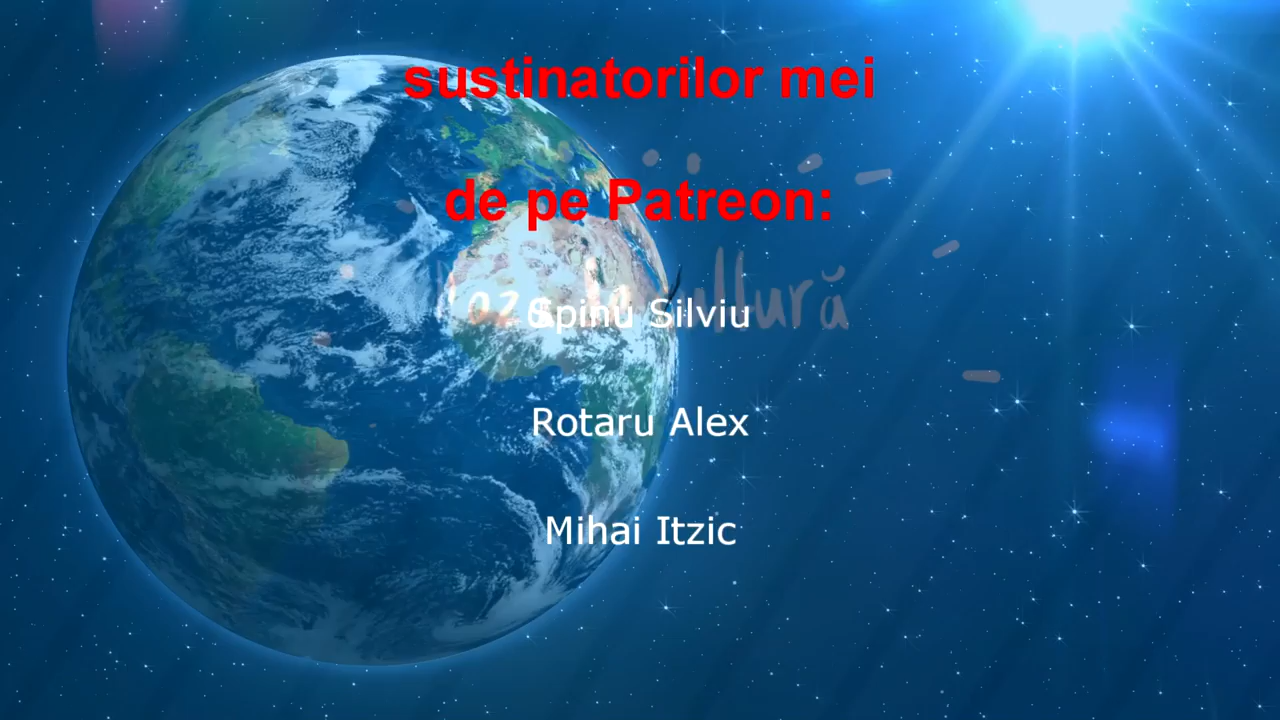 sustinatorilor mei
de pe Patreon:
Spinu Silviu
Rotaru Alex
Mihai Itzic